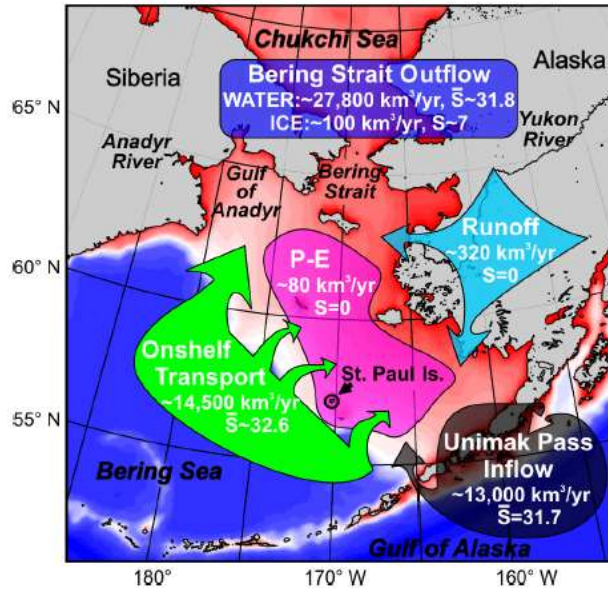 Chukchi Sea
Siberia
Alaska
Bering Strait Outflow
WATER:~27,800 km³/yr, S̅~31.8
ICE:~100 km³/yr, S~7
65° N
Yukon
River
Anadyr
River
Gulf
of
Anadyr
Bering
Strait
Runoff
~320 km³/yr
S=0
60° N
P-E
~80 km³/yr
S=0
Onshelf
Transport
~14,500 km³/yr
S̅~32.6
St. Paul Is.
55° N
Unimak Pass
Inflow
~13,000 km³/yr
S̅=31.7
Bering Sea
Gulf of Alaska
180°
170° W
160° W